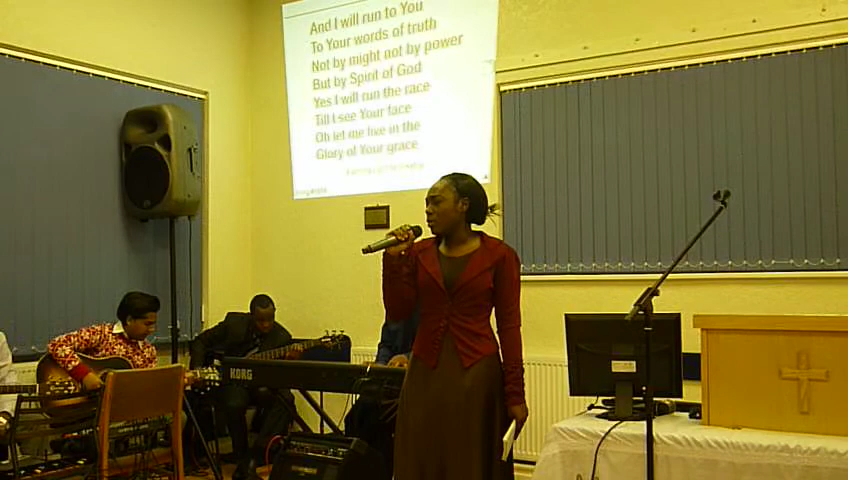 And I will run to You
To Your words of truth
Not by might not by power
But by Spirit of God
Yes I will run the race
Till I see Your face
Oh let me live in the
Glory of Your grace
KORG